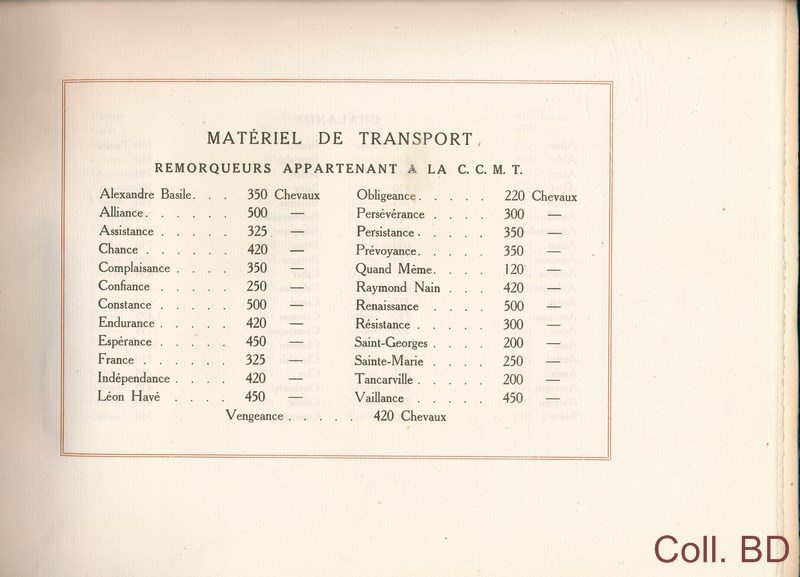 MATÉRIEL DE TRANSPORT
REMORQUEURS APPARTENANT A LA C. C. M. T.
Alexandre Basile. . . 350 Chevaux
Alliance. . . . . . 500 —
Assistance . . . . . 325 —
Chance . . . . . . 420 —
Complaisance . . . . 350 —
Confiance . . . . . 250 —
Constance . . . . . 500 —
Endurance . . . . . 420 —
Espérance . . . . . 450 —
France . . . . . . 325 —
Indépendance . . . . 420 —
Léon Havé . . . . 450 —
Obligeance . . . . . 220 Chevaux
Persévérance . . . . 300 —
Persistance . . . . . 350 —
Prévoyance. . . . . 350 —
Quand Même. . . . 120 —
Raymond Nain . . . 420 —
Renaissance . . . . 500 —
Résistance . . . . . 300 —
Saint-Georges . . . . 200 —
Sainte-Marie . . . . 250 —
Tancarville . . . . . 200 —
Vaillance . . . . . 450 —
Vengeance . . . . . 420 Chevaux
Coll. BD